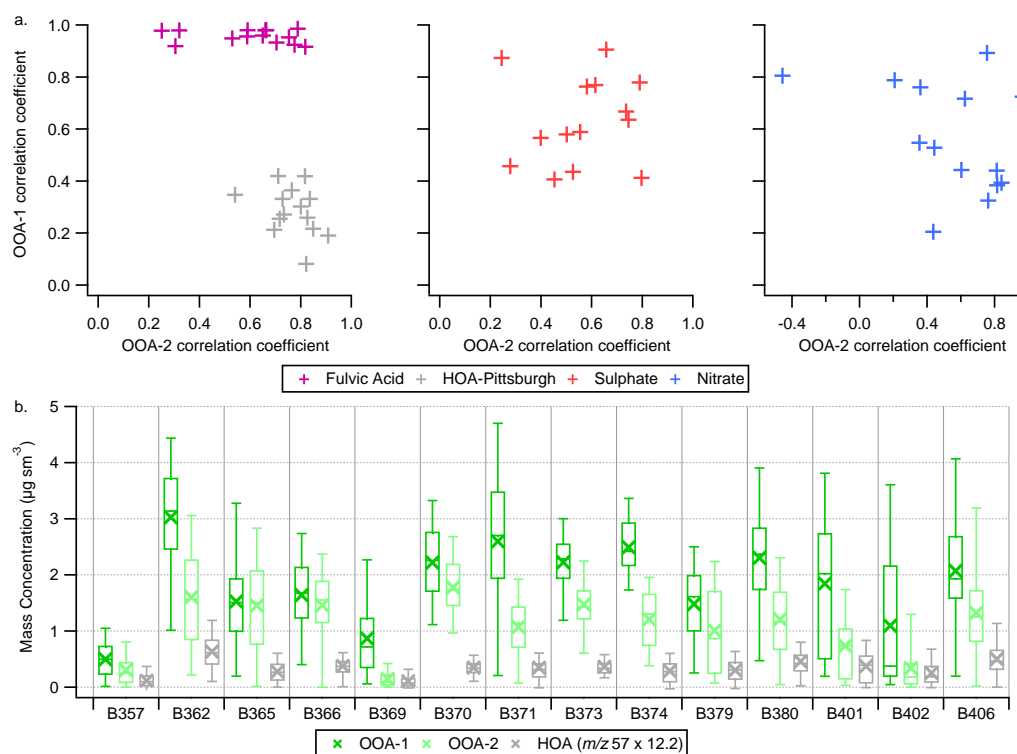 a.
1.0
0.8
0.6
0.4
0.2
0.0
OOA-1 correlation coefficient
0.0 0.2 0.4 0.6 0.8 1.0
OOA-2 correlation coefficient
0.0 0.2 0.4 0.6 0.8 1.0
OOA-2 correlation coefficient
-0.4 0.0 0.4 0.8
OOA-2 correlation coefficient
Fulvic Acid HOA-Pittsburgh Sulphate Nitrate
b.
5
4
3
2
1
0
Mass Concentration (µg sm⁻³)
B357 B362 B365 B366 B369 B370 B371 B373 B374 B379 B380 B401 B402 B406
OOA-1 OOA-2 HOA (m/z 57 x 12.2)